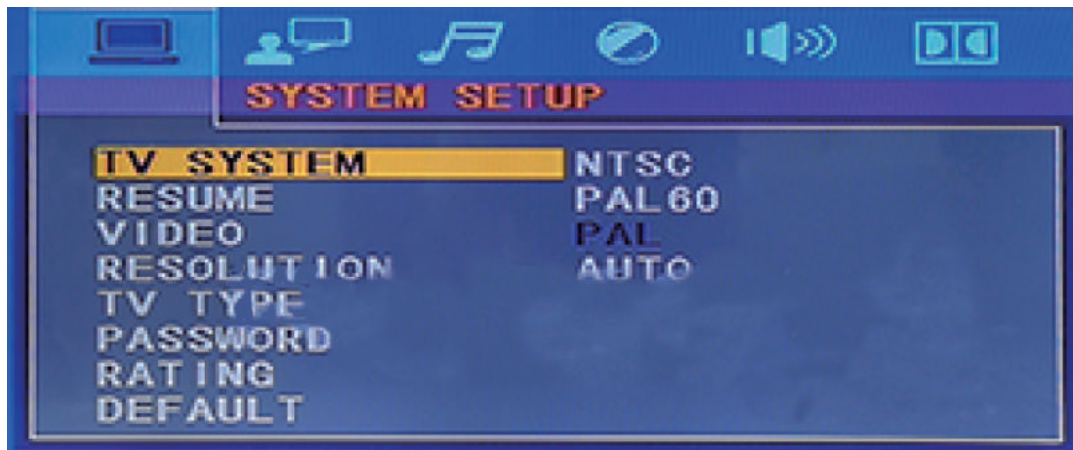 SYSTEM SETUP
TV SYSTEM NTSC
RESUME PAL60
VIDEO PAL
RESOLUTION AUTO
TV TYPE
PASSWORD
RATING
DEFAULT